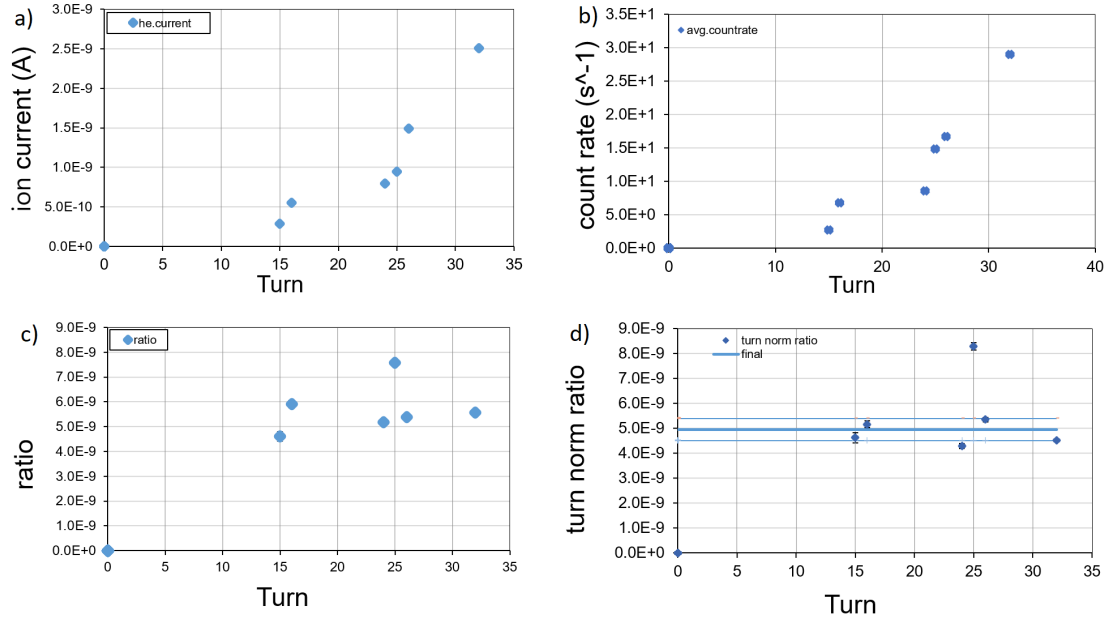 a)
he.current
ion current (A)
3.0E-9
2.5E-9
2.0E-9
1.5E-9
1.0E-9
5.0E-10
0.0E+0
0 5 10 15 20 25 30 35
Turn
b)
avg.countrate
count rate (s^-1)
3.5E+1
3.0E+1
2.5E+1
2.0E+1
1.5E+1
1.0E+1
5.0E+0
0.0E+0
0 10 20 30 40
Turn
c)
ratio
ratio
9.0E-9
8.0E-9
7.0E-9
6.0E-9
5.0E-9
4.0E-9
3.0E-9
2.0E-9
1.0E-9
0.0E+0
0 5 10 15 20 25 30 35
Turn
d)
turn norm ratio
final
turn norm ratio
9.0E-9
8.0E-9
7.0E-9
6.0E-9
5.0E-9
4.0E-9
3.0E-9
2.0E-9
1.0E-9
0.0E+0
0 5 10 15 20 25 30 35
Turn